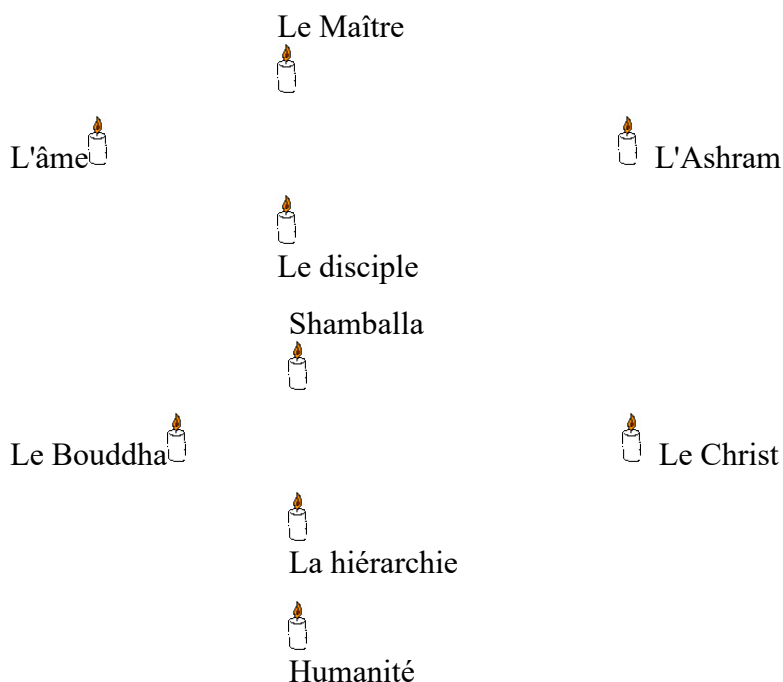 Le Maître
L'âme L'Ashram
Le disciple
Shamballa
Le Bouddha Le Christ
La hiérarchie
Humanité